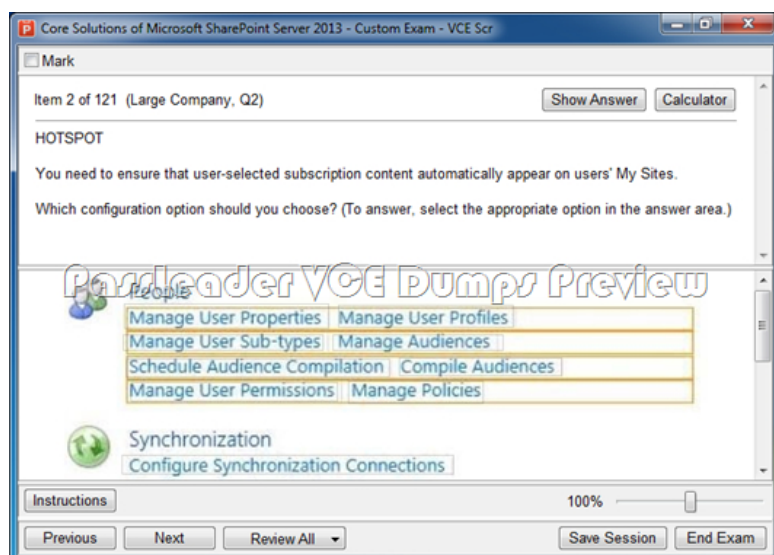 Core Solutions of Microsoft SharePoint Server 2013 - Custom Exam - VCE Scr
Mark
Item 2 of 121 (Large Company, Q2)
Show Answer
Calculator
HOTSPOT
You need to ensure that user-selected subscription content automatically appear on users' My Sites.
Which configuration option should you choose? (To answer, select the appropriate option in the answer area.)
Passleader VCE Dumps Preview
People
Manage User Properties Manage User Profiles
Manage User Sub-types Manage Audiences
Schedule Audience Compilation Compile Audiences
Manage User Permissions Manage Policies
Synchronization
Configure Synchronization Connections
Instructions
100%
Previous
Next
Review All
Save Session
End Exam